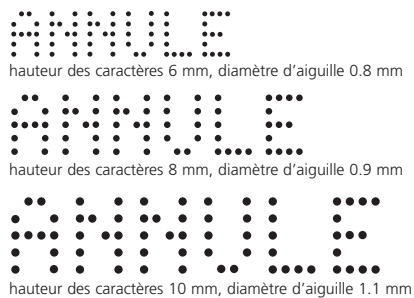 ANNULE
hauteur des caractères 6 mm, diamètre d'aiguille 0.8 mm
ANNULE
hauteur des caractères 8 mm, diamètre d'aiguille 0.9 mm
ANNULE
hauteur des caractères 10 mm, diamètre d'aiguille 1.1 mm